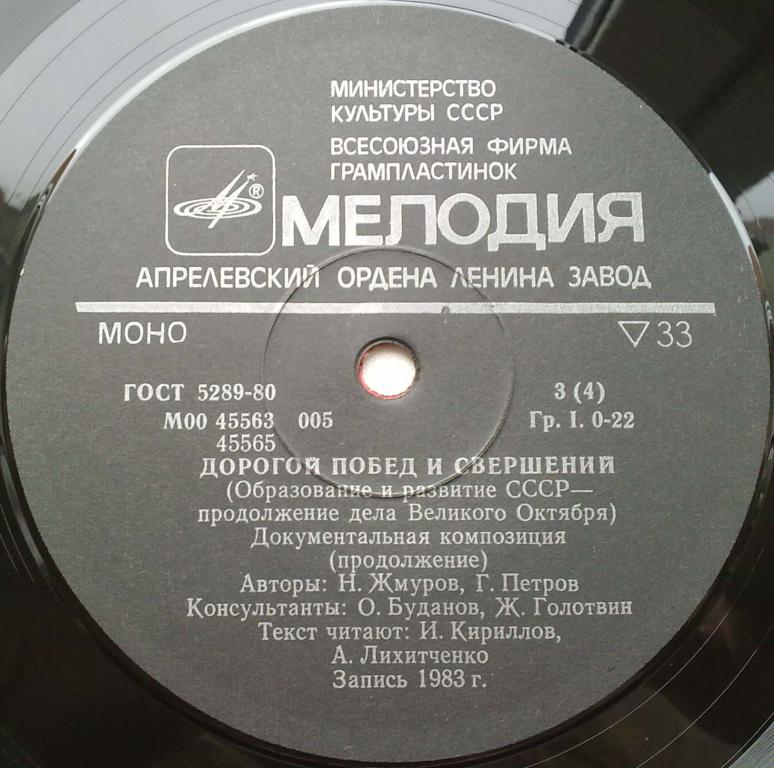 МИНИСТЕРСТВО
КУЛЬТУРЫ СССР
ВСЕСОЮЗНАЯ ФИРМА
ГРАМПЛАСТИНОК
®
МЕЛОДИЯ
АПРЕЛЕВСКИЙ ОРДЕНА ЛЕНИНА ЗАВОД
МОНО ▽33
ГОСТ 5289-80 3 (4)
М00 45563 005 Гр. I. 0-22
45565
ДОРОГОЙ ПОБЕД И СВЕРШЕНИЙ
(Образование и развитие СССР—
продолжение дела Великого Октября)
Документальная композиция
(продолжение)
Авторы: Н. Жмуров, Г. Петров
Консультанты: О. Буданов, Ж. Голотвин
Текст читают: И. Кириллов,
А. Лихитченко
Запись 1983 г.